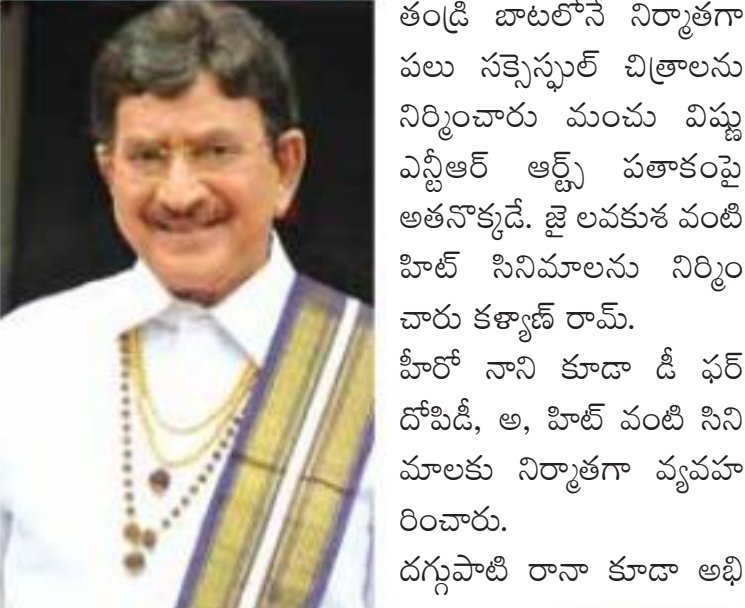 తండ్రి బాటలోనే నిర్మాతగా
పలు సక్సెస్ఫుల్ చిత్రాలను
నిర్మించారు మంచు విష్ణు
ఎన్టీఆర్ ఆర్ట్స్ పతాకంపై
అతనొక్కడే. జై లవకుశ వంటి
హిట్ సినిమాలను నిర్మిం
చారు కళ్యాణ్ రామ్.
హీరో నాని కూడా డీ ఫర్
దోపిడీ, అ, హిట్ వంటి సిని
మాలకు నిర్మాతగా వ్యవహ
రించారు.
దగ్గుపాటి రానా కూడా అభి